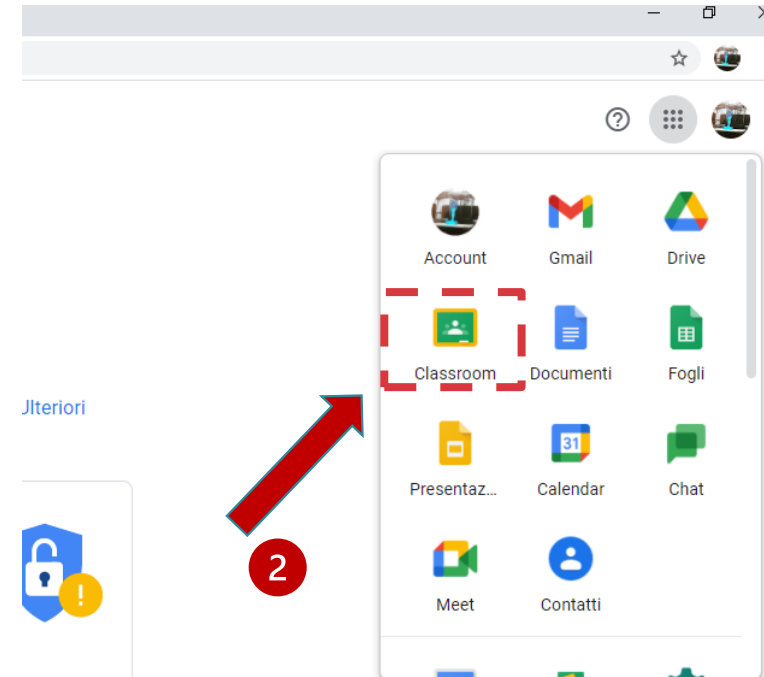 Account Gmail Drive
Classroom Documenti Fogli
Ulteriori
31
Presentaz... Calendar Chat
2
Meet Contatti